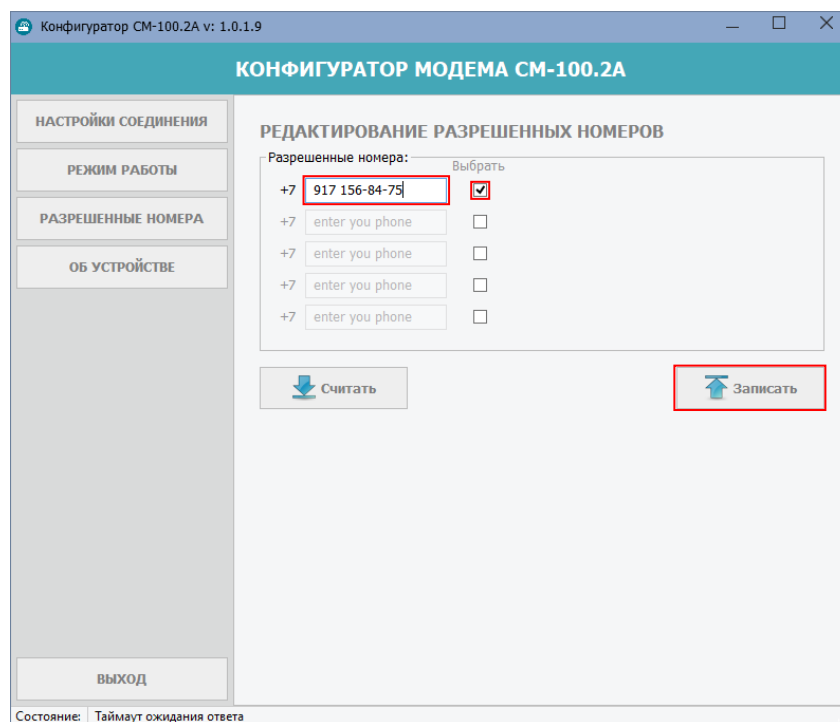 Конфигуратор СМ-100.2А v: 1.0.1.9
КОНФИГУРАТОР МОДЕМА СМ-100.2А
НАСТРОЙКИ СОЕДИНЕНИЯ
РЕЖИМ РАБОТЫ
РАЗРЕШЕННЫЕ НОМЕРА
ОБ УСТРОЙСТВЕ
ВЫХОД
РЕДАКТИРОВАНИЕ РАЗРЕШЕННЫХ НОМЕРОВ
Разрешенные номера:
Выбрать
+7 917 156-84-75
+7 enter you phone
+7 enter you phone
+7 enter you phone
+7 enter you phone
Считать
Записать
Состояние: Таймаут ожидания ответа